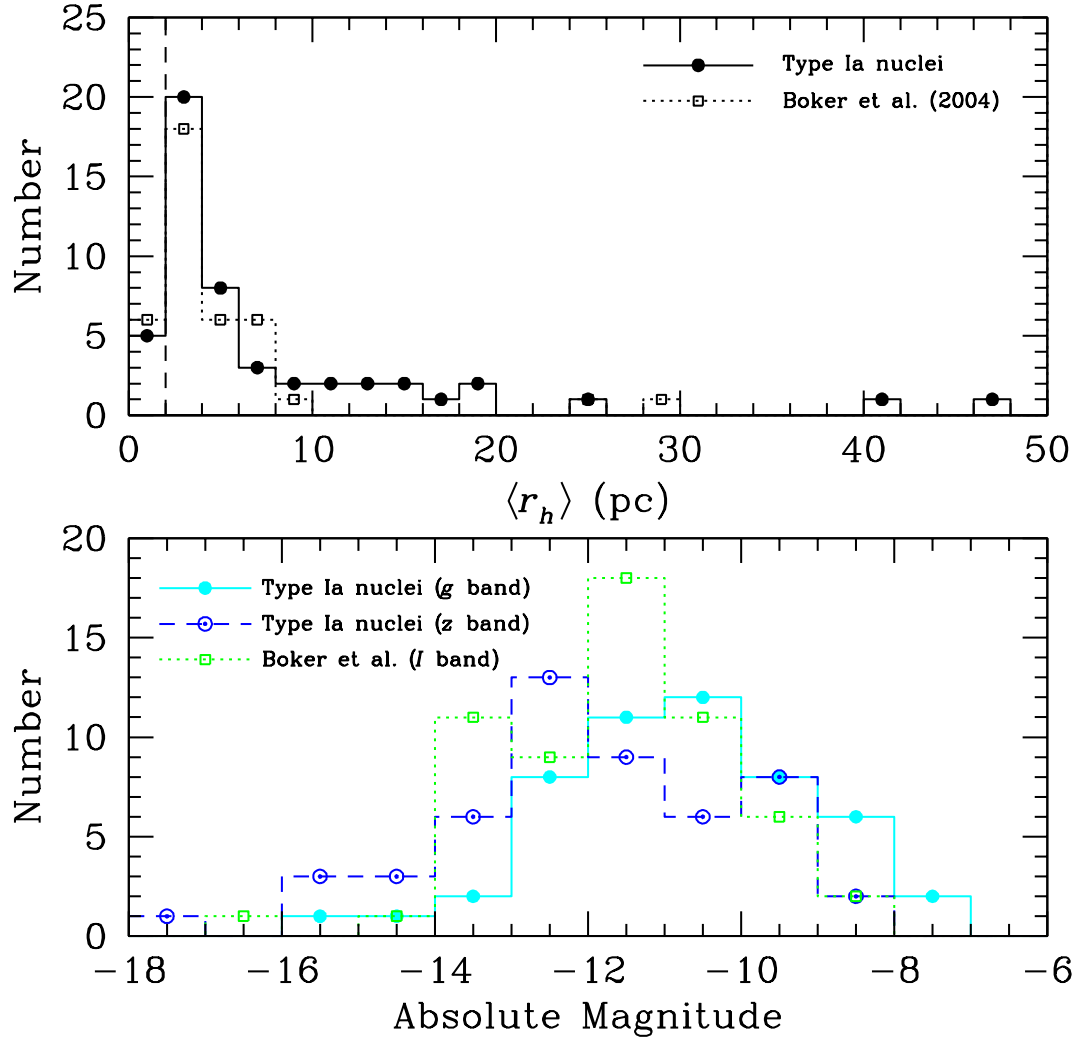 25
20
15
10
5
0
Number
Type Ia nuclei
Boker et al. (2004)
0 10 20 30 40 50
⟨r_h⟩ (pc)
20
15
10
5
0
Number
Type Ia nuclei (g band)
Type Ia nuclei (z band)
Boker et al. (I band)
−18 −16 −14 −12 −10 −8 −6
Absolute Magnitude